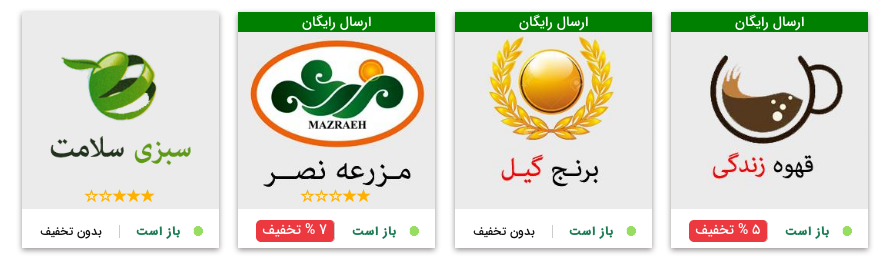 ارسال رایگان
قهوه زندگی
باز است
۵ % تخفیف
ارسال رایگان
برنج گیل
باز است
بدون تخفیف
ارسال رایگان
MAZRAEH
مزرعه نصر
باز است
۷ % تخفیف
سبزی سلامت
باز است
بدون تخفیف